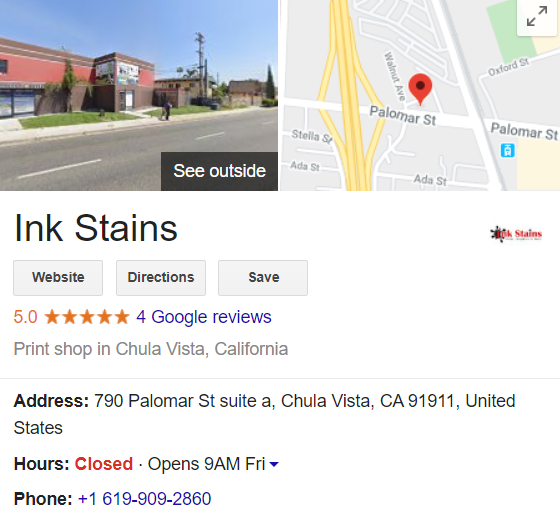 See outside
Walnut Ave
Oxford St
Palomar St
Palomar St
Stella St
Ada St
Ada St
Ink Stains
Ink Stains
Website
Directions
Save
5.0 4 Google reviews
Print shop in Chula Vista, California
Address: 790 Palomar St suite a, Chula Vista, CA 91911, United
States
Hours: Closed · Opens 9AM Fri
Phone: +1 619-909-2860